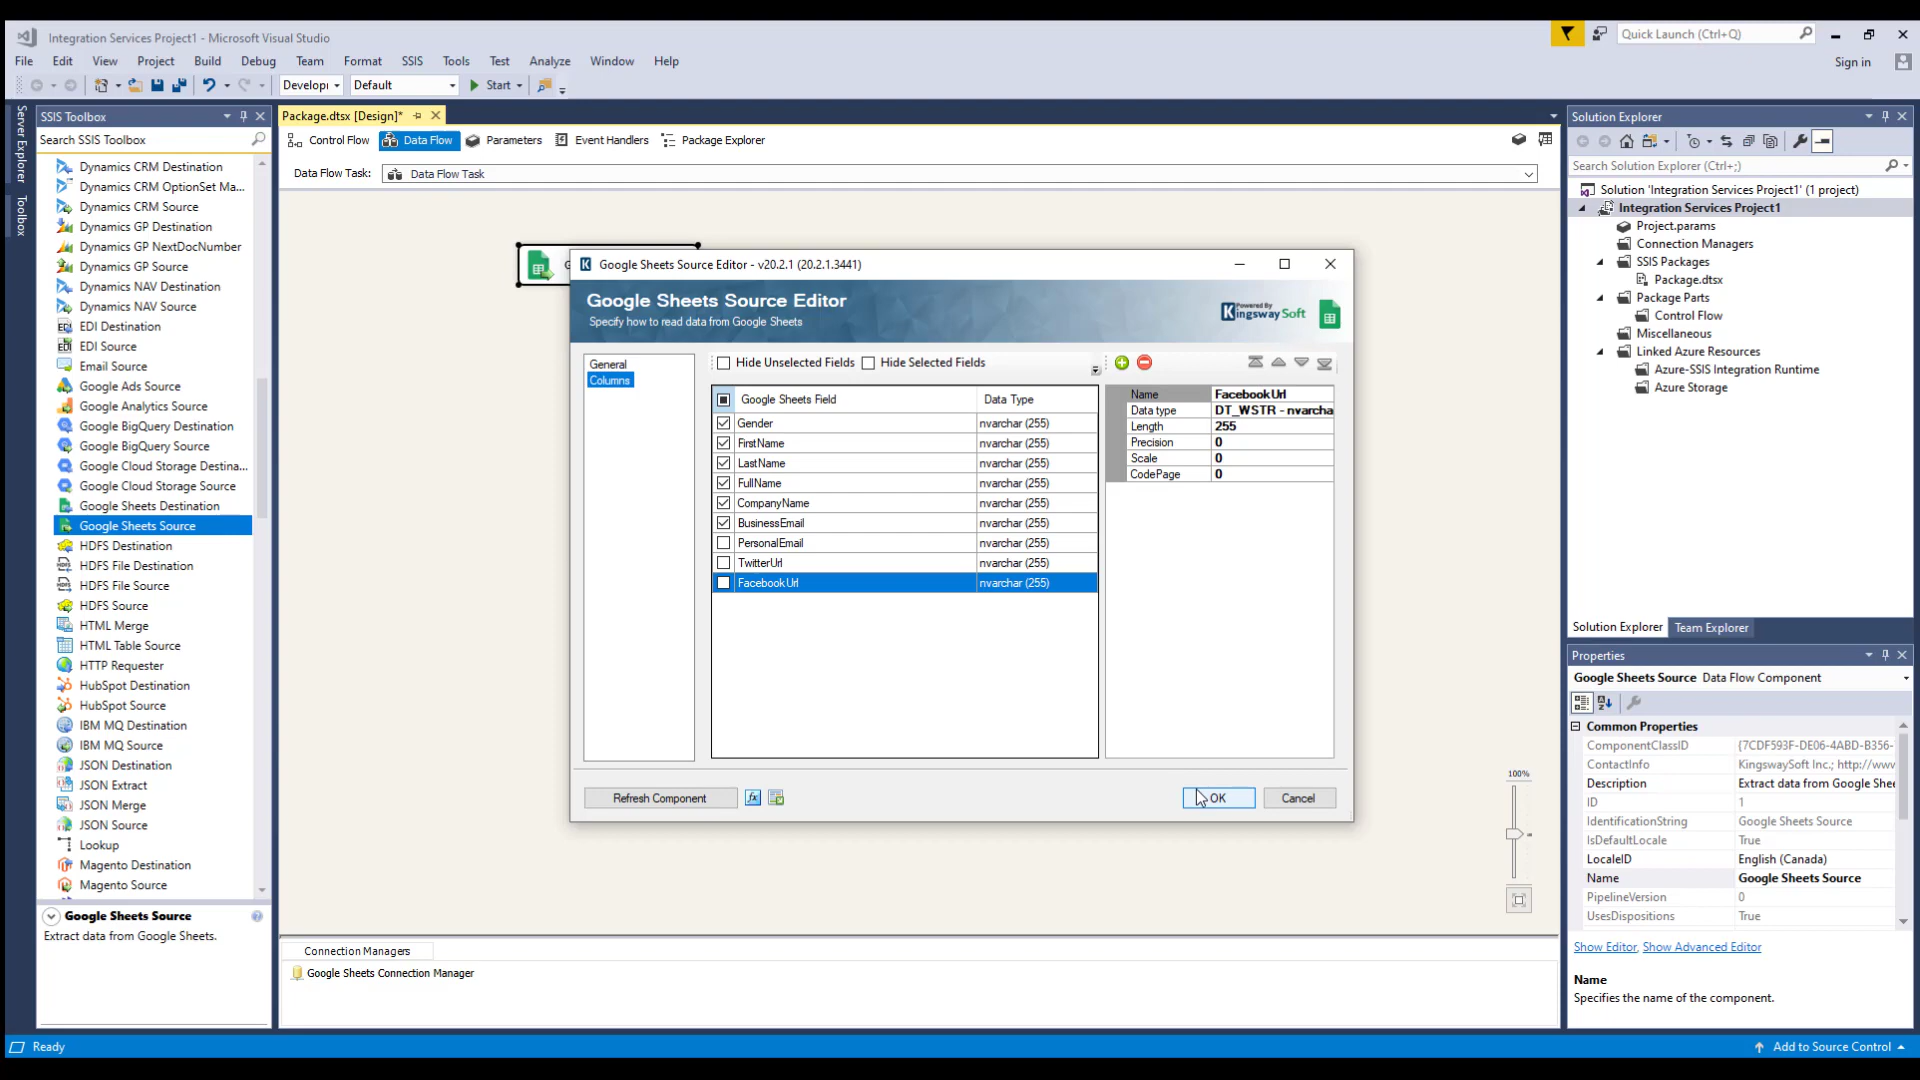 Integration Services Project1 - Microsoft Visual Studio
Quick Launch (Ctrl+Q)
File Edit View Project Build Debug Team Format SSIS Tools Test Analyze Window Help
Sign in
Developi Default Start
Server Explorer
Toolbox
SSIS Toolbox
Search SSIS Toolbox
Dynamics CRM Destination
Dynamics CRM OptionSet Ma...
Dynamics CRM Source
Dynamics GP Destination
Dynamics GP NextDocNumber
Dynamics GP Source
Dynamics NAV Destination
Dynamics NAV Source
EDI Destination
EDI Source
Email Source
Google Ads Source
Google Analytics Source
Google BigQuery Destination
Google BigQuery Source
Google Cloud Storage Destina...
Google Cloud Storage Source
Google Sheets Destination
Google Sheets Source
HDFS Destination
HDFS File Destination
HDFS File Source
HDFS Source
HTML Merge
HTML Table Source
HTTP Requester
HubSpot Destination
HubSpot Source
IBM MQ Destination
IBM MQ Source
JSON Destination
JSON Extract
JSON Merge
JSON Source
Lookup
Magento Destination
Magento Source
Google Sheets Source
Extract data from Google Sheets.
Package.dtsx [Design]*
Control Flow Data Flow Parameters Event Handlers Package Explorer
Data Flow Task: Data Flow Task
Google Sheets Source Editor - v20.2.1 (20.2.1.3441)
Google Sheets Source Editor
Specify how to read data from Google Sheets
Powered By
KingswaySoft
General
Columns
Hide Unselected Fields Hide Selected Fields
Google Sheets Field Data Type
Gender nvarchar (255)
FirstName nvarchar (255)
LastName nvarchar (255)
FullName nvarchar (255)
CompanyName nvarchar (255)
BusinessEmail nvarchar (255)
PersonalEmail nvarchar (255)
TwitterUrl nvarchar (255)
FacebookUrl nvarchar (255)
Name FacebookUrl
Data type DT_WSTR - nvarcha
Length 255
Precision 0
Scale 0
CodePage 0
Refresh Component
fx
OK
Cancel
100%
Connection Managers
Google Sheets Connection Manager
Solution Explorer
Search Solution Explorer (Ctrl+;)
Solution 'Integration Services Project1' (1 project)
Integration Services Project1
Project.params
Connection Managers
SSIS Packages
Package.dtsx
Package Parts
Control Flow
Miscellaneous
Linked Azure Resources
Azure-SSIS Integration Runtime
Azure Storage
Solution Explorer Team Explorer
Properties
Google Sheets Source Data Flow Component
Common Properties
ComponentClassID {7CDF593F-DE06-4ABD-B356-
ContactInfo KingswaySoft Inc.; http://www
Description Extract data from Google Shee
ID 1
IdentificationString Google Sheets Source
IsDefaultLocale True
LocaleID English (Canada)
Name Google Sheets Source
PipelineVersion 0
UsesDispositions True
Show Editor, Show Advanced Editor
Name
Specifies the name of the component.
Ready
Add to Source Control